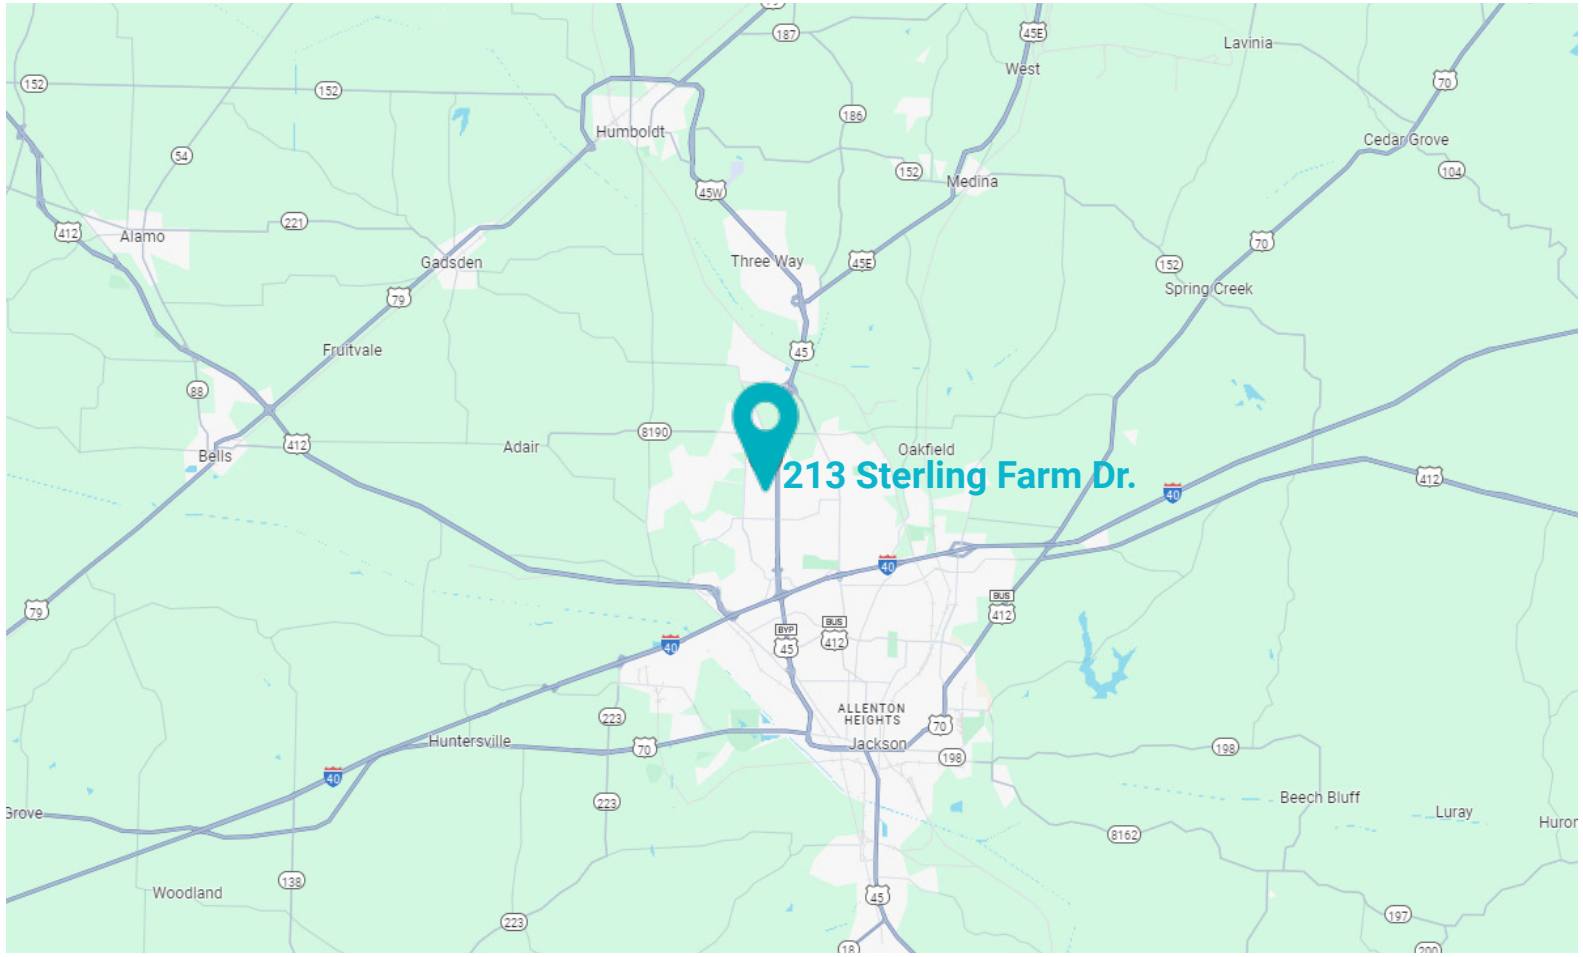 187
45E
Lavinia
West
152
152
70
186
Humboldt
Cedar Grove
54
152
104
Medina
45W
221
412
Alamo
70
Three Way
Gadsden
45E
152
79
Spring Creek
Fruitvale
45
88
8190
412
Adair
Oakfield
Bells
213 Sterling Farm Dr.
412
40
40
79
BUS
412
BUS
412
BYP
45
40
ALLENTON
HEIGHTS
223
70
Huntersville
70
Jackson
198
198
40
223
Beech Bluff
Grove
Luray
8162
138
Woodland
45
197
223
18
200